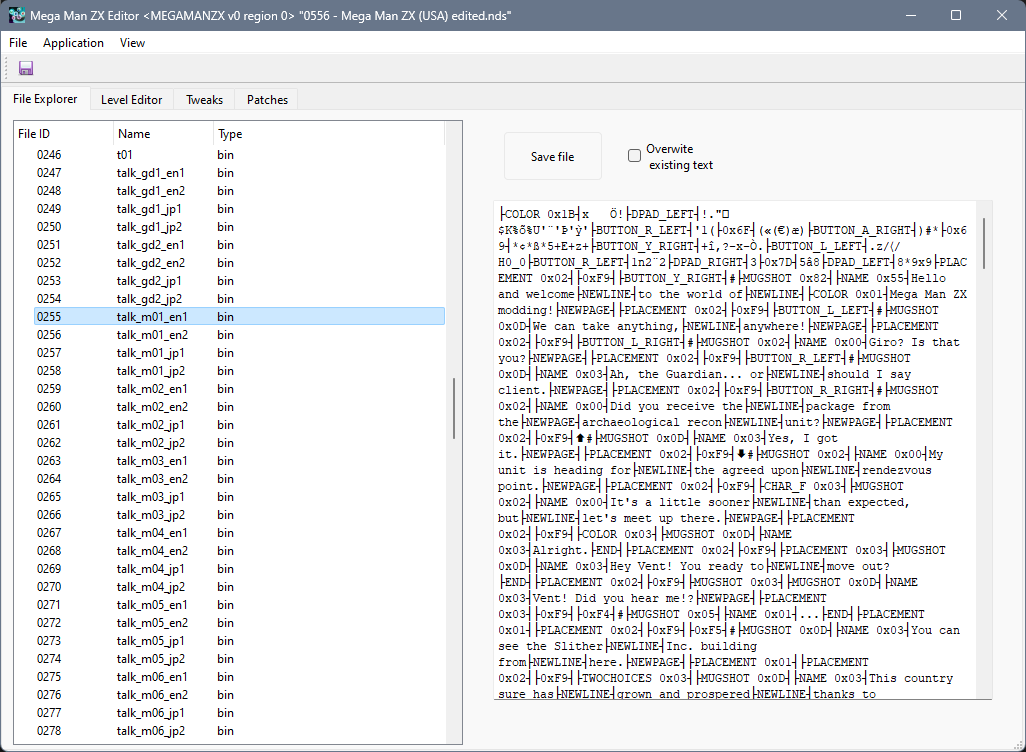 Mega Man ZX Editor <MEGAMANZX v0 region 0> "0556 - Mega Man ZX (USA) edited.nds"
File Application View
File Explorer Level Editor Tweaks Patches
File ID Name Type
0246 t01 bin
0247 talk_gd1_en1 bin
0248 talk_gd1_en2 bin
0249 talk_gd1_jp1 bin
0250 talk_gd1_jp2 bin
0251 talk_gd2_en1 bin
0252 talk_gd2_en2 bin
0253 talk_gd2_jp1 bin
0254 talk_gd2_jp2 bin
0255 talk_m01_en1 bin
0256 talk_m01_en2 bin
0257 talk_m01_jp1 bin
0258 talk_m01_jp2 bin
0259 talk_m02_en1 bin
0260 talk_m02_en2 bin
0261 talk_m02_jp1 bin
0262 talk_m02_jp2 bin
0263 talk_m03_en1 bin
0264 talk_m03_en2 bin
0265 talk_m03_jp1 bin
0266 talk_m03_jp2 bin
0267 talk_m04_en1 bin
0268 talk_m04_en2 bin
0269 talk_m04_jp1 bin
0270 talk_m04_jp2 bin
0271 talk_m05_en1 bin
0272 talk_m05_en2 bin
0273 talk_m05_jp1 bin
0274 talk_m05_jp2 bin
0275 talk_m06_en1 bin
0276 talk_m06_en2 bin
0277 talk_m06_jp1 bin
0278 talk_m06_jp2 bin
Save file
Overwite
existing text
├COLOR 0x1B┤x Ö!├DPAD_LEFT┤!."□
├BUTTON_R_LEFT┤'1(├0x6F┤(«(€)æ)├BUTTON_A_RIGHT┤)#*├0x6
9┤*¢*ß*5+E+z+├BUTTON_Y_RIGHT┤+î,?-x-Ò.├BUTTON_L_LEFT┤.z/(/
H0_0├BUTTON_R_LEFT┤1n2¨2├DPAD_RIGHT┤3├0x7D┤5â8├DPAD_LEFT┤8*9x9├PLAC
EMENT 0x02┤├0xF9┤├BUTTON_Y_RIGHT┤#├MUGSHOT 0x82┤├NAME 0x55┤Hello
and welcome├NEWLINE┤to the world of├NEWLINE┤├COLOR 0x01┤Mega Man ZX
modding!├NEWPAGE┤├PLACEMENT 0x02┤├0xF9┤├BUTTON_L_LEFT┤#├MUGSHOT
0x0D┤We can take anything,├NEWLINE┤anywhere!├NEWPAGE┤├PLACEMENT
0x02┤├0xF9┤├BUTTON_L_RIGHT┤#├MUGSHOT 0x02┤├NAME 0x00┤Giro? Is that
you?├NEWPAGE┤├PLACEMENT 0x02┤├0xF9┤├BUTTON_R_LEFT┤#├MUGSHOT
0x0D┤├NAME 0x03┤Ah, the Guardian... or├NEWLINE┤should I say
client.├NEWPAGE┤├PLACEMENT 0x02┤├0xF9┤├BUTTON_R_RIGHT┤#├MUGSHOT
0x02┤├NAME 0x00┤Did you receive the├NEWLINE┤package from
the├NEWPAGE┤archaeological recon├NEWLINE┤unit?├NEWPAGE┤├PLACEMENT
0x02┤├0xF9┤⬆#├MUGSHOT 0x0D┤├NAME 0x03┤Yes, I got
it.├NEWPAGE┤├PLACEMENT 0x02┤├0xF9┤⬇#├MUGSHOT 0x02┤├NAME 0x00┤My
unit is heading for├NEWLINE┤the agreed upon├NEWLINE┤rendezvous
point.├NEWPAGE┤├PLACEMENT 0x02┤├0xF9┤├CHAR_F 0x03┤├MUGSHOT
0x02┤├NAME 0x00┤It's a little sooner├NEWLINE┤than expected,
but├NEWLINE┤let's meet up there.├NEWPAGE┤├PLACEMENT
0x02┤├0xF9┤├COLOR 0x03┤├MUGSHOT 0x0D┤├NAME
0x03┤Alright.├END┤├PLACEMENT 0x02┤├0xF9┤├PLACEMENT 0x03┤├MUGSHOT
0x0D┤├NAME 0x03┤Hey Vent! You ready to├NEWLINE┤move out?
├END┤├PLACEMENT 0x02┤├0xF9┤├MUGSHOT 0x03┤├MUGSHOT 0x0D┤├NAME
0x03┤Vent! Did you hear me!?├NEWPAGE┤├PLACEMENT
0x03┤├0xF9┤├0xF4┤#├MUGSHOT 0x05┤├NAME 0x01┤...├END┤├PLACEMENT
0x01┤├PLACEMENT 0x02┤├0xF9┤├0xF5┤#├MUGSHOT 0x0D┤├NAME 0x03┤You can
see the Slither├NEWLINE┤Inc. building
from├NEWLINE┤here.├NEWPAGE┤├PLACEMENT 0x01┤├PLACEMENT
0x02┤├0xF9┤├TWOCHOICES 0x03┤├MUGSHOT 0x0D┤├NAME 0x03┤This country
sure has├NEWLINE┤grown and prospered├NEWLINE┤thanks to